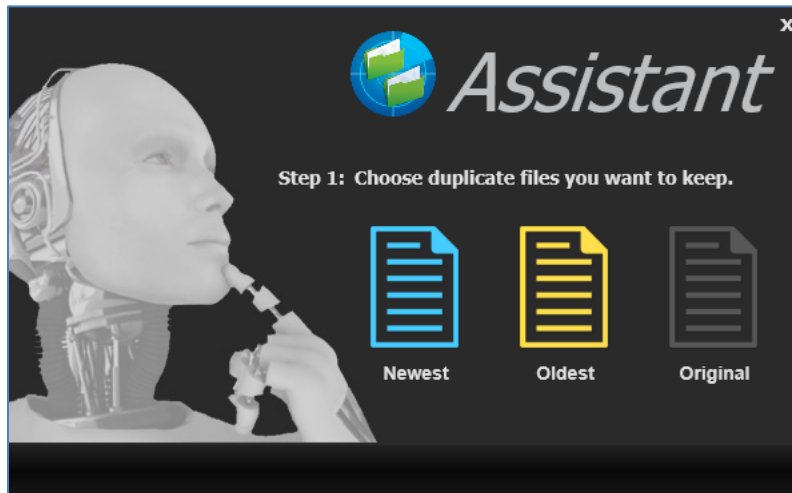 x
Assistant
Step 1: Choose duplicate files you want to keep.
Newest Oldest Original